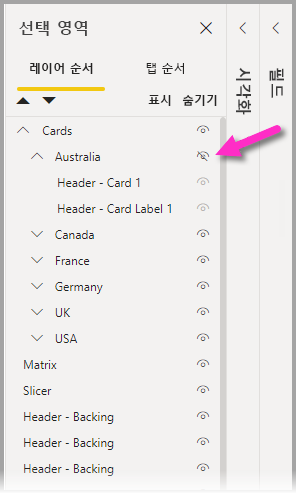 선택 영역
레이어 순서 탭 순서
표시 숨기기
Cards
Australia
Header - Card 1
Header - Card Label 1
Canada
France
Germany
UK
USA
Matrix
Slicer
Header - Backing
Header - Backing
Header - Backing
시각화
필드